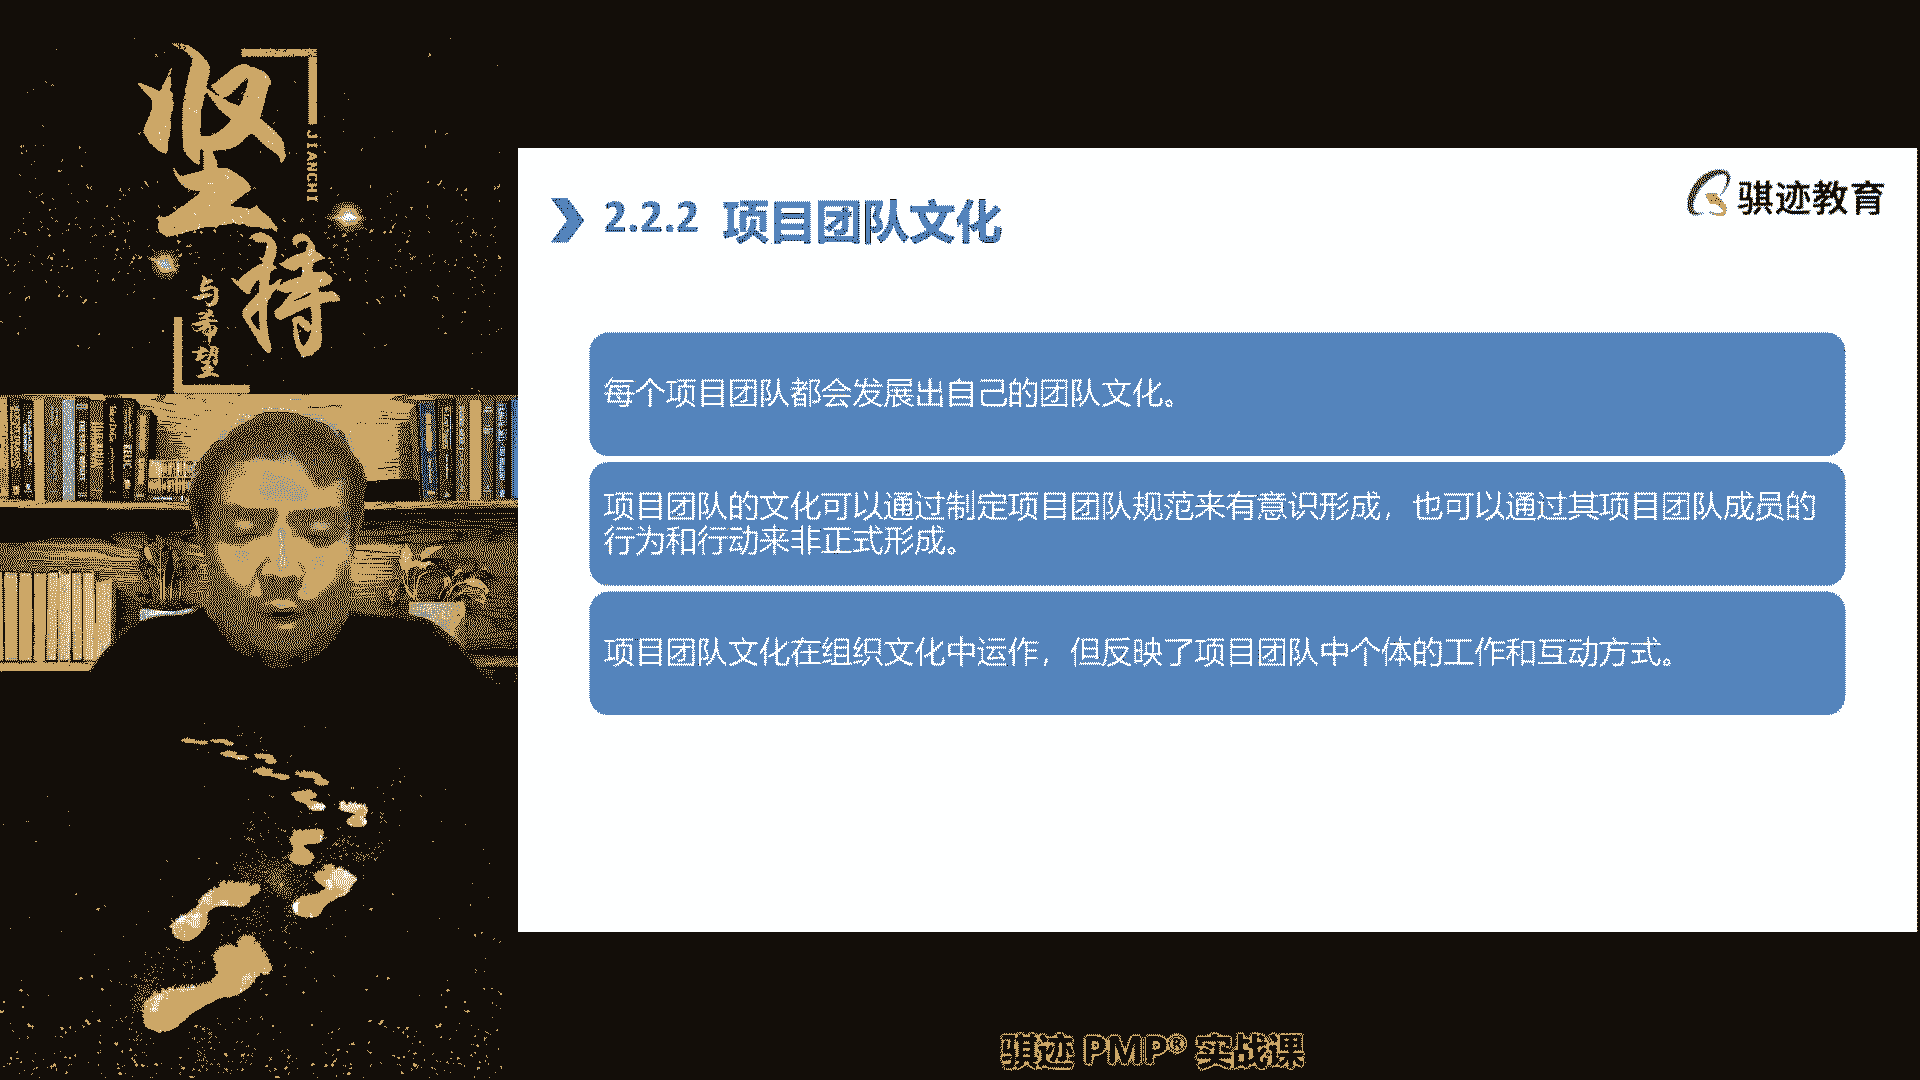 坚
持
JIANCHI
与希望
骐迹教育
2.2.2 项目团队文化
每个项目团队都会发展出自己的团队文化。
项目团队的文化可以通过制定项目团队规范来有意识形成，也可以通过其项目团队成员的
行为和行动来非正式形成。
项目团队文化在组织文化中运作，但反映了项目团队中个体的工作和互动方式。
骐迹 PMP® 实战课